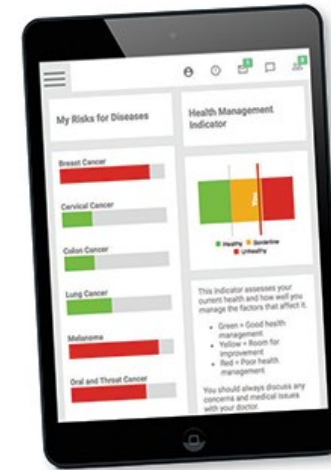 My Risks for Diseases
Breast Cancer
Cervical Cancer
Colon Cancer
Lung Cancer
Melanoma
Oral and Throat Cancer
Health Management
Indicator
You
Healthy Borderline
Unhealthy
This indicator assesses your
current health and how well you
manage the factors that affect it.
• Green = Good health
management
• Yellow = Room for
improvement
• Red = Poor health
management
You should always discuss any
concerns and medical issues
with your doctor.